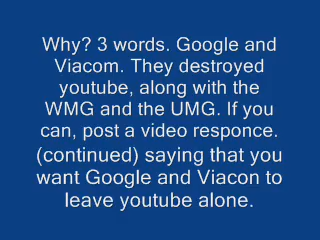 Why? 3 words. Google and
Viacom. They destroyed
youtube, along with the
WMG and the UMG. If you
can, post a video responce.
(continued) saying that you
want Google and Viacon to
leave youtube alone.